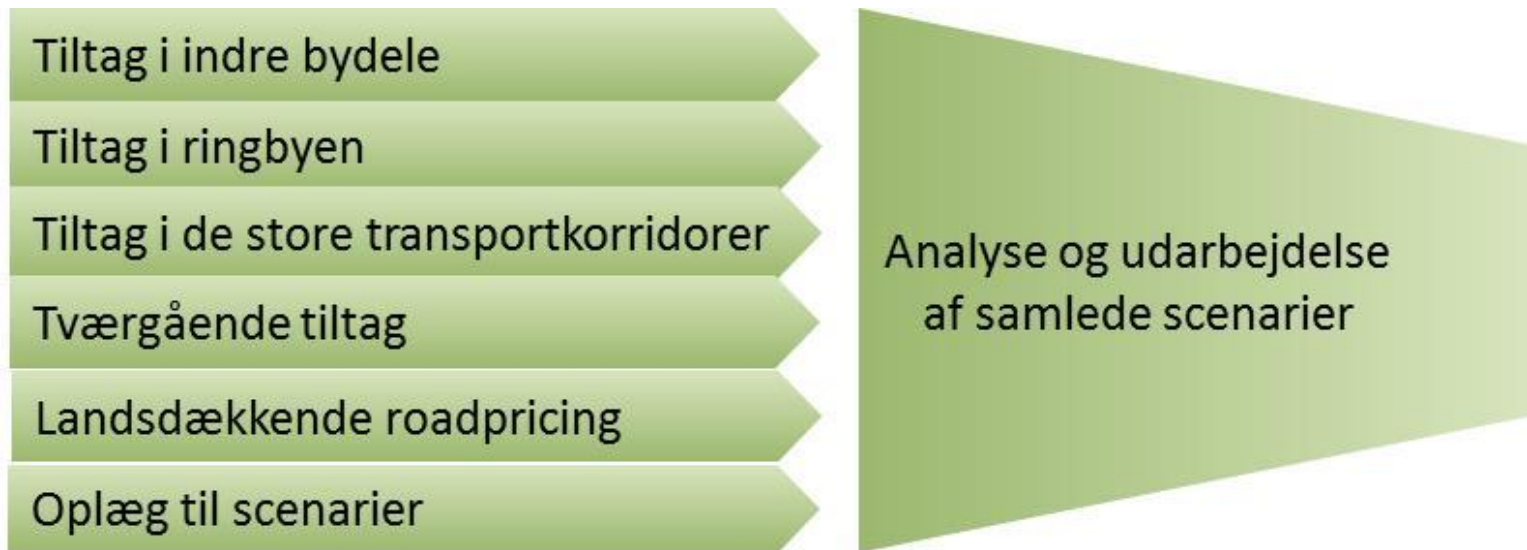 Tiltag i indre bydele
Tiltag i ringbyen
Tiltag i de store transportkorridorer
Tværgående tiltag
Landsdækkende roadpricing
Oplæg til scenarier
Analyse og udarbejdelse
af samlede scenarier